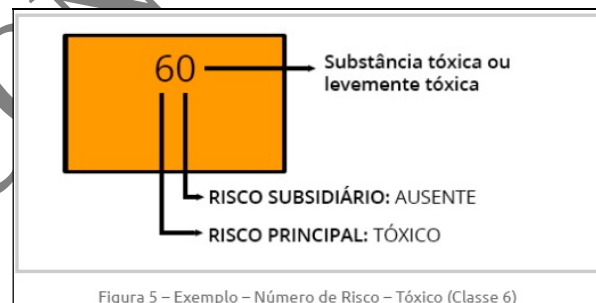 60
Substância tóxica ou
levemente tóxica
RISCO SUBSIDIÁRIO: AUSENTE
RISCO PRINCIPAL: TÓXICO
Figura 5 – Exemplo – Número de Risco – Tóxico (Classe 6)